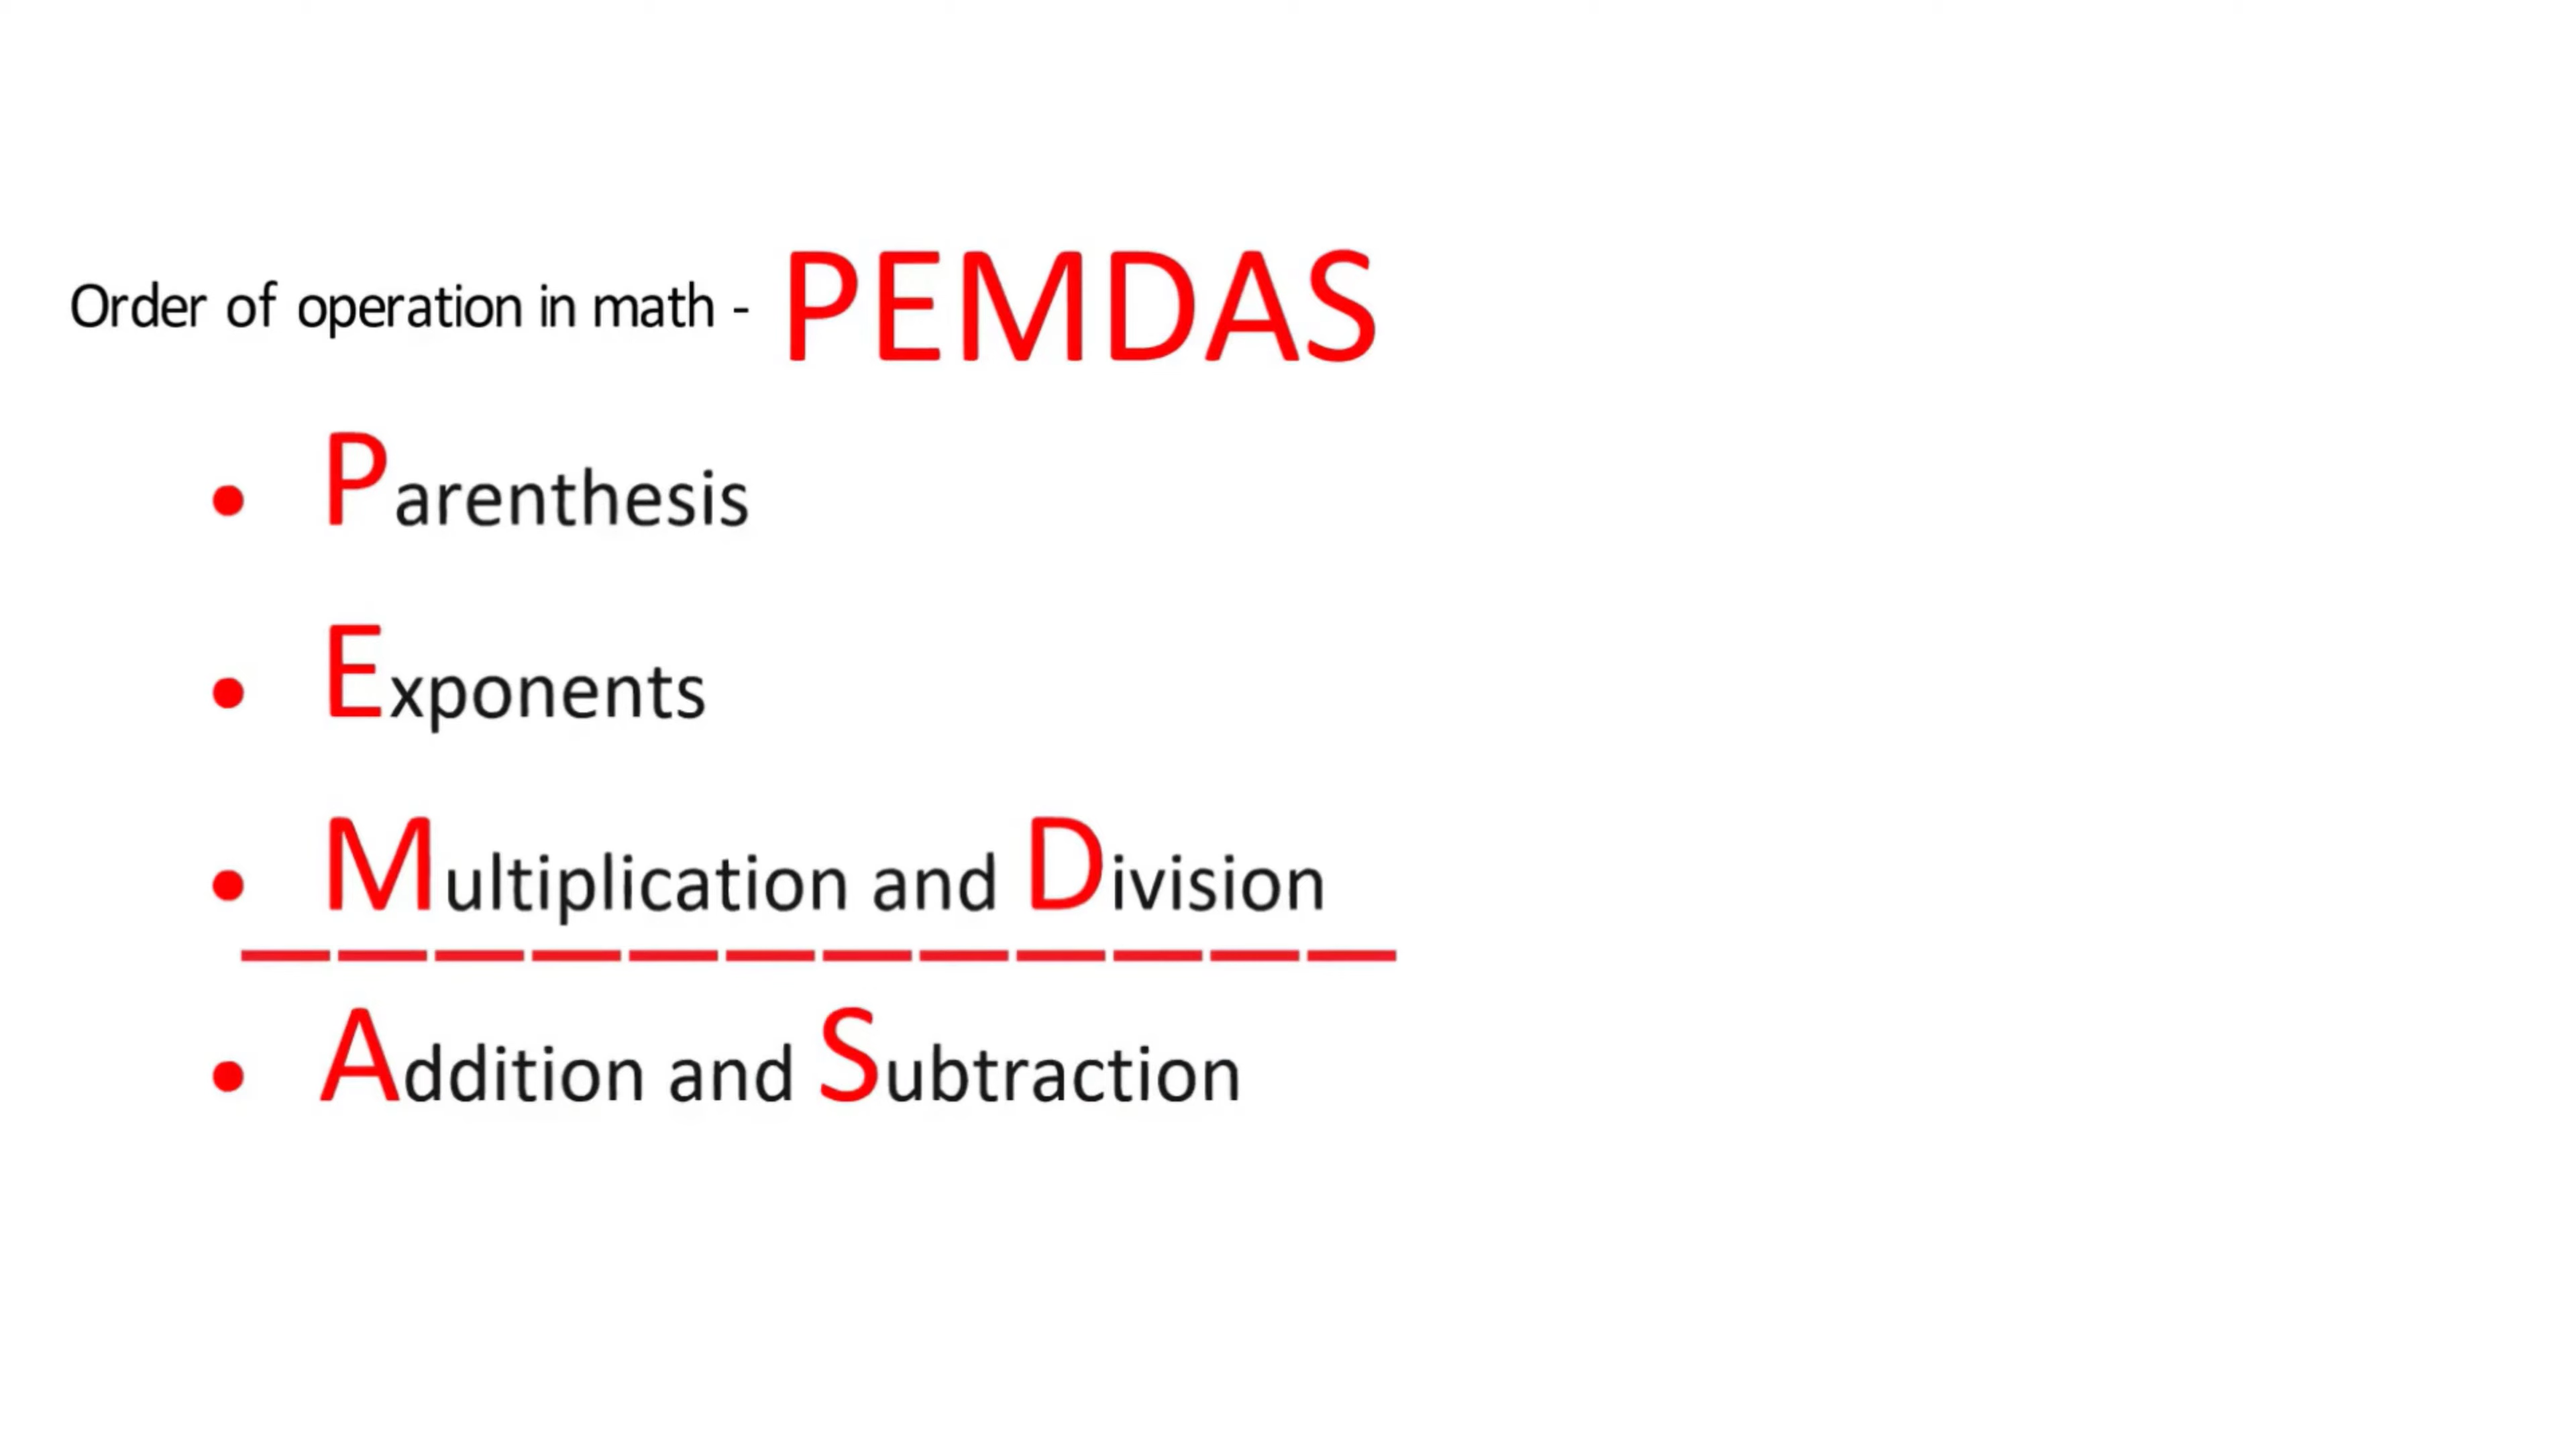 Order of operation in math - PEMDAS
• Parenthesis
• Exponents
• Multiplication and Division
• Addition and Subtraction